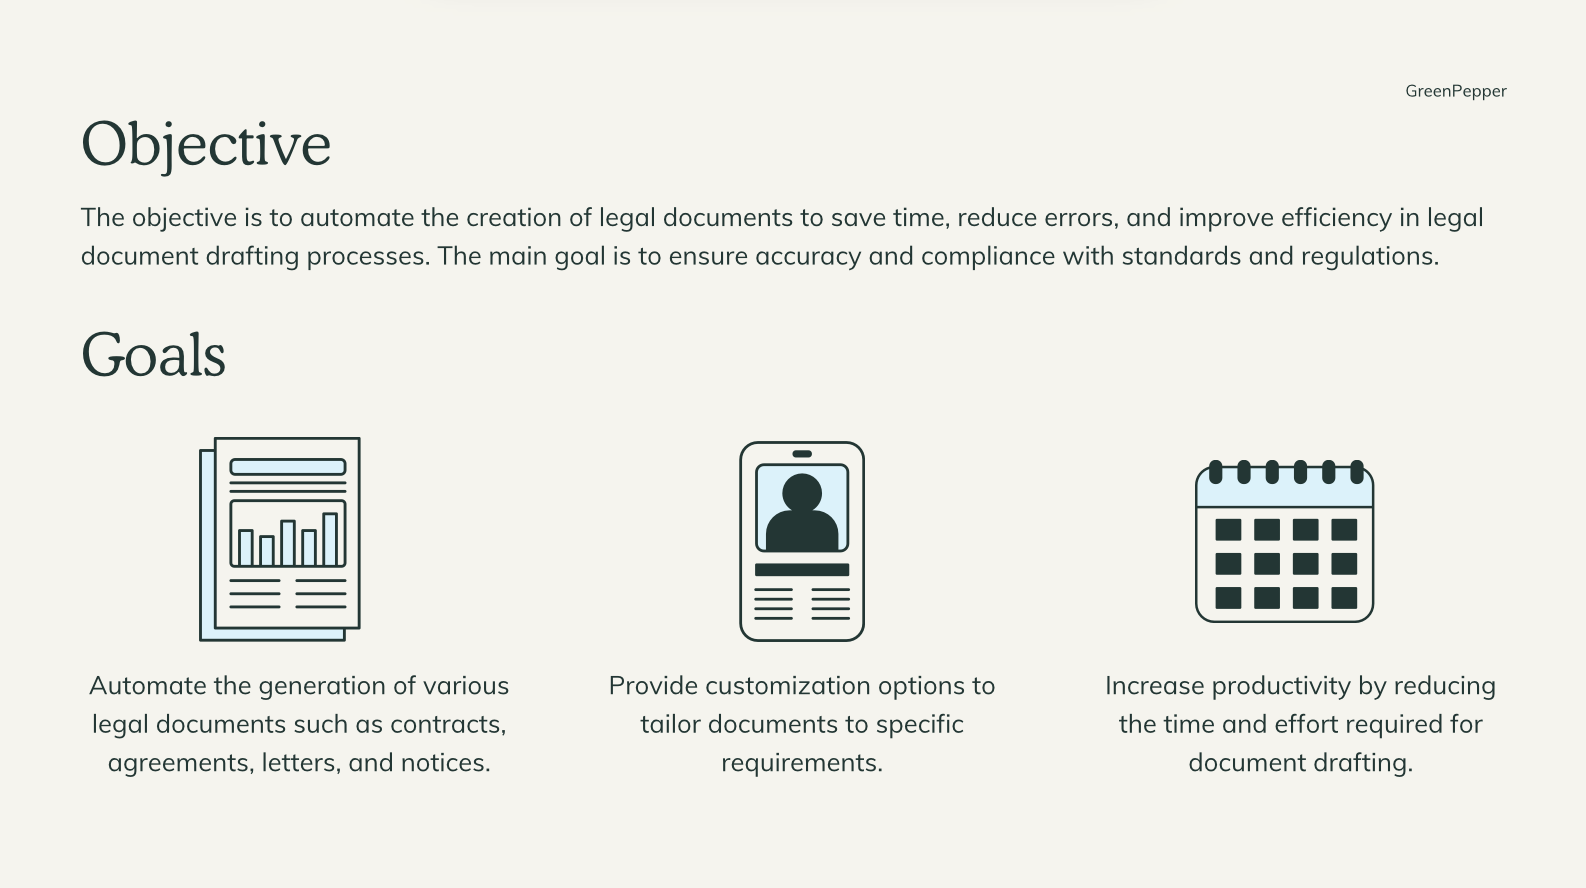 GreenPepper
Objective
The objective is to automate the creation of legal documents to save time, reduce errors, and improve efficiency in legal
document drafting processes. The main goal is to ensure accuracy and compliance with standards and regulations.
Goals
Automate the generation of various
legal documents such as contracts,
agreements, letters, and notices.
Provide customization options to
tailor documents to specific
requirements.
Increase productivity by reducing
the time and effort required for
document drafting.